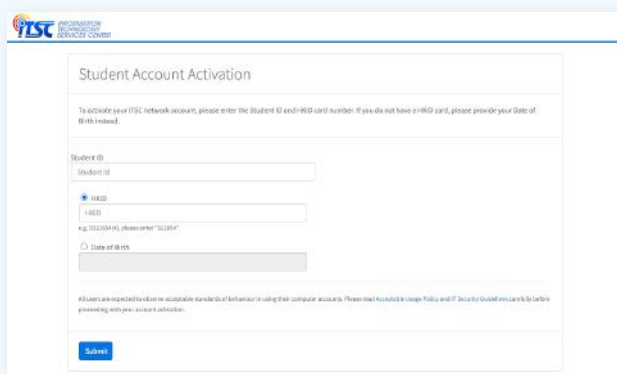 iTSC INFORMATION
TECHNOLOGY
SERVICES CENTER
Student Account Activation
To activate your ITSC network account, please enter the Student ID and HKID card number. If you do not have a HKID card, please provide your Date of
Birth instead.
Student ID
Student Id
HKID
HKID
please enter
Date of Birth
All users are expected to observe acceptable standards of behaviour in using their computer accounts. Please read Acceptable Usage Policy and IT Security Guidelines carefully before
proceeding with your account activation.
Submit